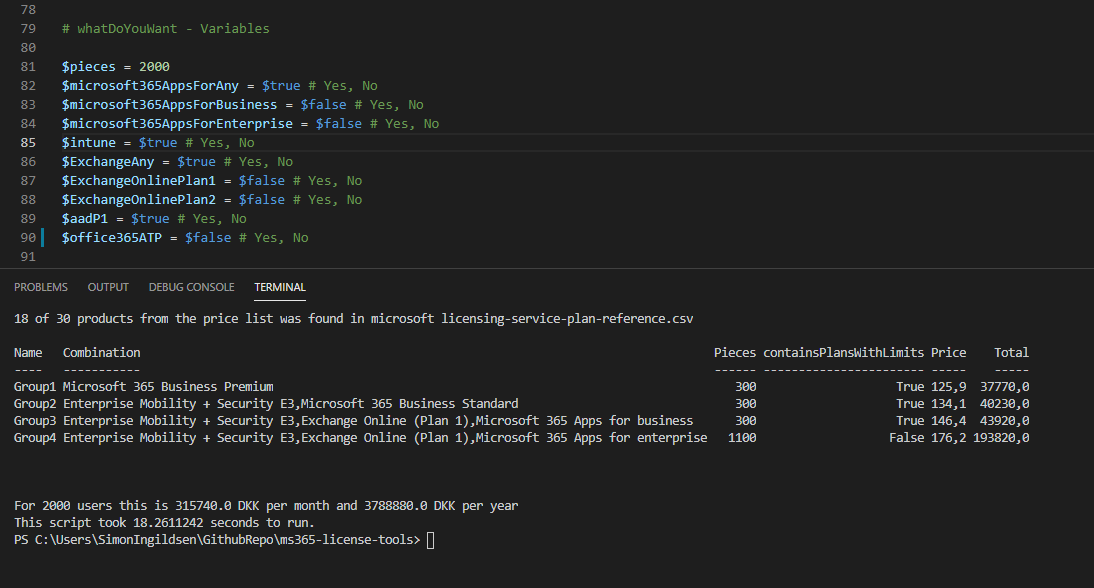 78
79 # whatDoYouWant - Variables
80
81 $pieces = 2000
82 $microsoft365AppsForAny = $true # Yes, No
83 $microsoft365AppsForBusiness = $false # Yes, No
84 $microsoft365AppsForEnterprise = $false # Yes, No
85 $intune = $true # Yes, No
86 $ExchangeAny = $true # Yes, No
87 $ExchangeOnlinePlan1 = $false # Yes, No
88 $ExchangeOnlinePlan2 = $false # Yes, No
89 $aadP1 = $true # Yes, No
90 $office365ATP = $false # Yes, No
91
PROBLEMS OUTPUT DEBUG CONSOLE TERMINAL
18 of 30 products from the price list was found in microsoft licensing-service-plan-reference.csv
Name Combination Pieces containsPlansWithLimits Price Total
---- ----------- ------ ----------------------- ----- -----
Group1 Microsoft 365 Business Premium 300 True 125,9 37770,0
Group2 Enterprise Mobility + Security E3,Microsoft 365 Business Standard 300 True 134,1 40230,0
Group3 Enterprise Mobility + Security E3,Exchange Online (Plan 1),Microsoft 365 Apps for business 300 True 146,4 43920,0
Group4 Enterprise Mobility + Security E3,Exchange Online (Plan 1),Microsoft 365 Apps for enterprise 1100 False 176,2 193820,0
For 2000 users this is 315740.0 DKK per month and 3788880.0 DKK per year
This script took 18.2611242 seconds to run.
PS C:\Users\SimonIngildsen\GithubRepo\ms365-license-tools>